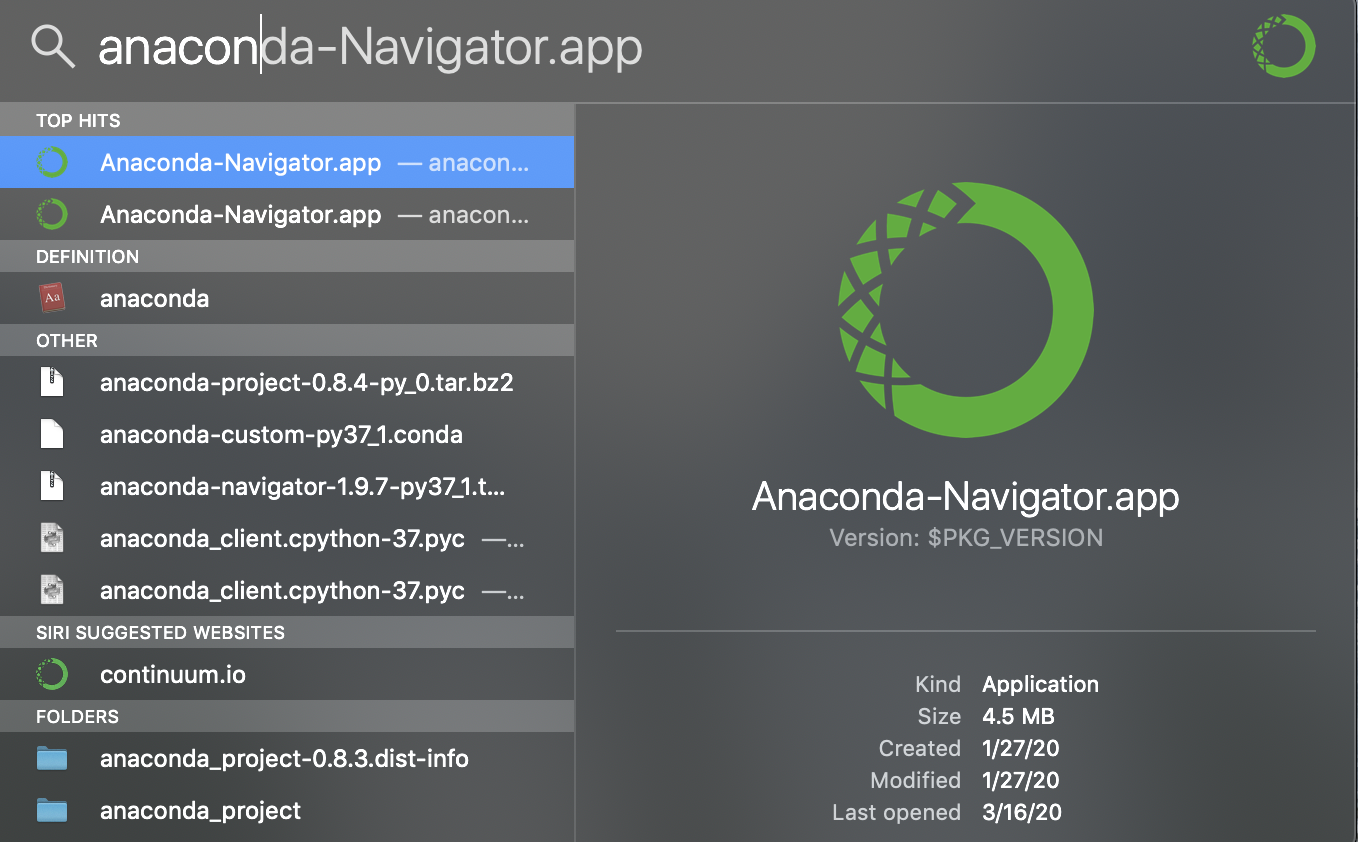 anaconda-Navigator.app
TOP HITS
Anaconda-Navigator.app — anacon...
Anaconda-Navigator.app — anacon...
DEFINITION
Aa anaconda
OTHER
anaconda-project-0.8.4-py_0.tar.bz2
anaconda-custom-py37_1.conda
anaconda-navigator-1.9.7-py37_1.t...
anaconda_client.cpython-37.pyc —...
anaconda_client.cpython-37.pyc —...
SIRI SUGGESTED WEBSITES
continuum.io
FOLDERS
anaconda_project-0.8.3.dist-info
anaconda_project
Anaconda-Navigator.app
Version: $PKG_VERSION
Kind Application
Size 4.5 MB
Created 1/27/20
Modified 1/27/20
Last opened 3/16/20